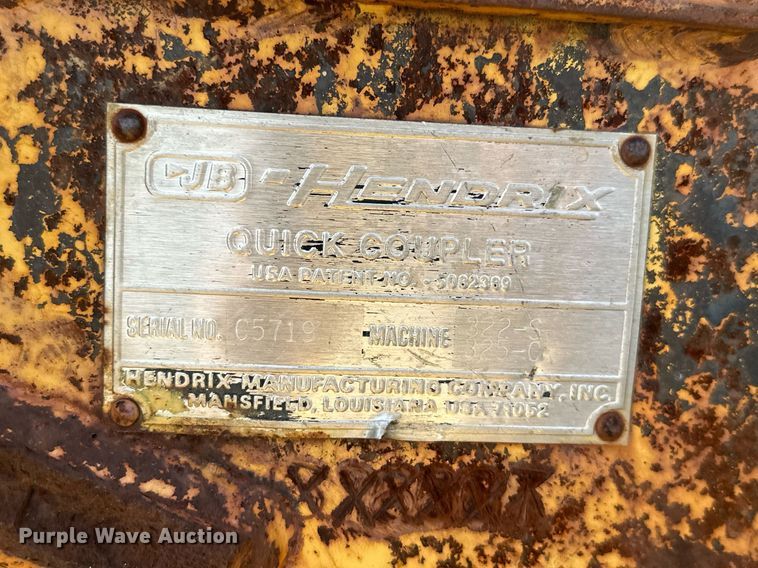 JB - HENDRIX
QUICK COUPLER
USA PATENT NO. - 5082389
SERIAL NO. C5719 MACHINE 322-S
HENDRIX MANUFACTURING COMPANY, INC.
MANSFIELD, LOUISIANA USA 71052
Purple Wave Auction